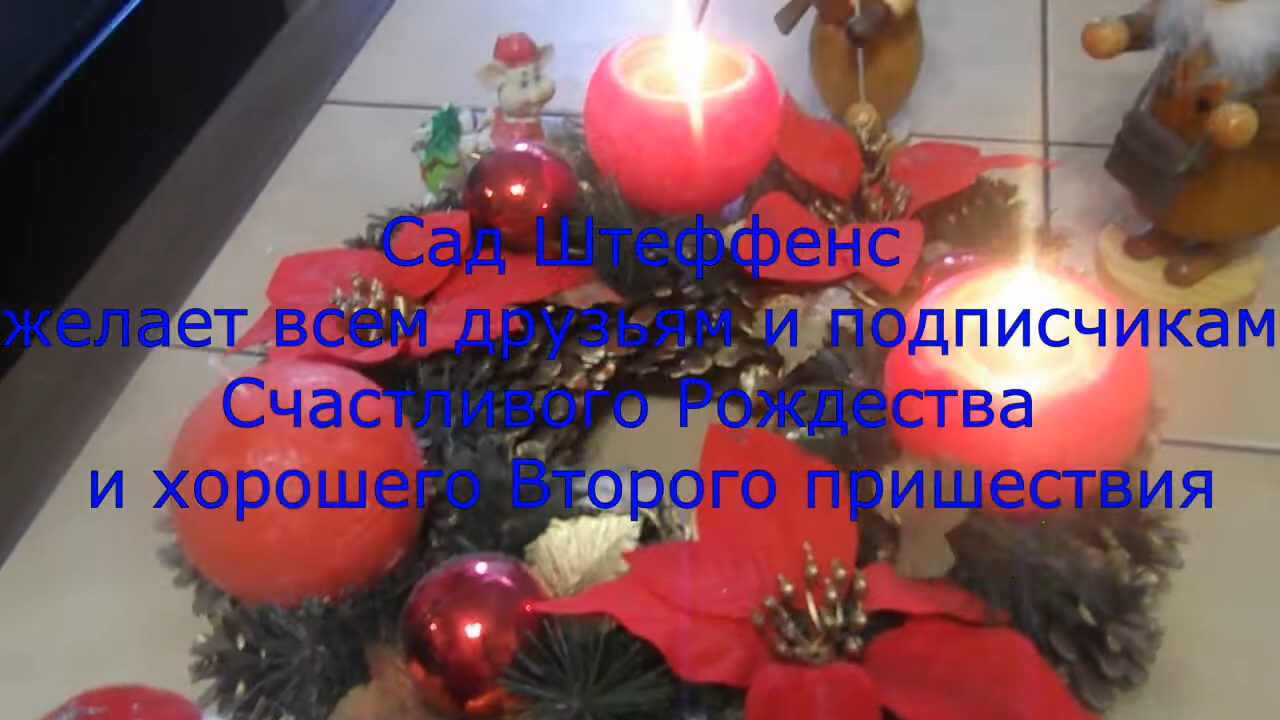 Сад Штеффенс
желает всем друзьям и подписчикам
Счастливого Рождества
и хорошего Второго пришествия